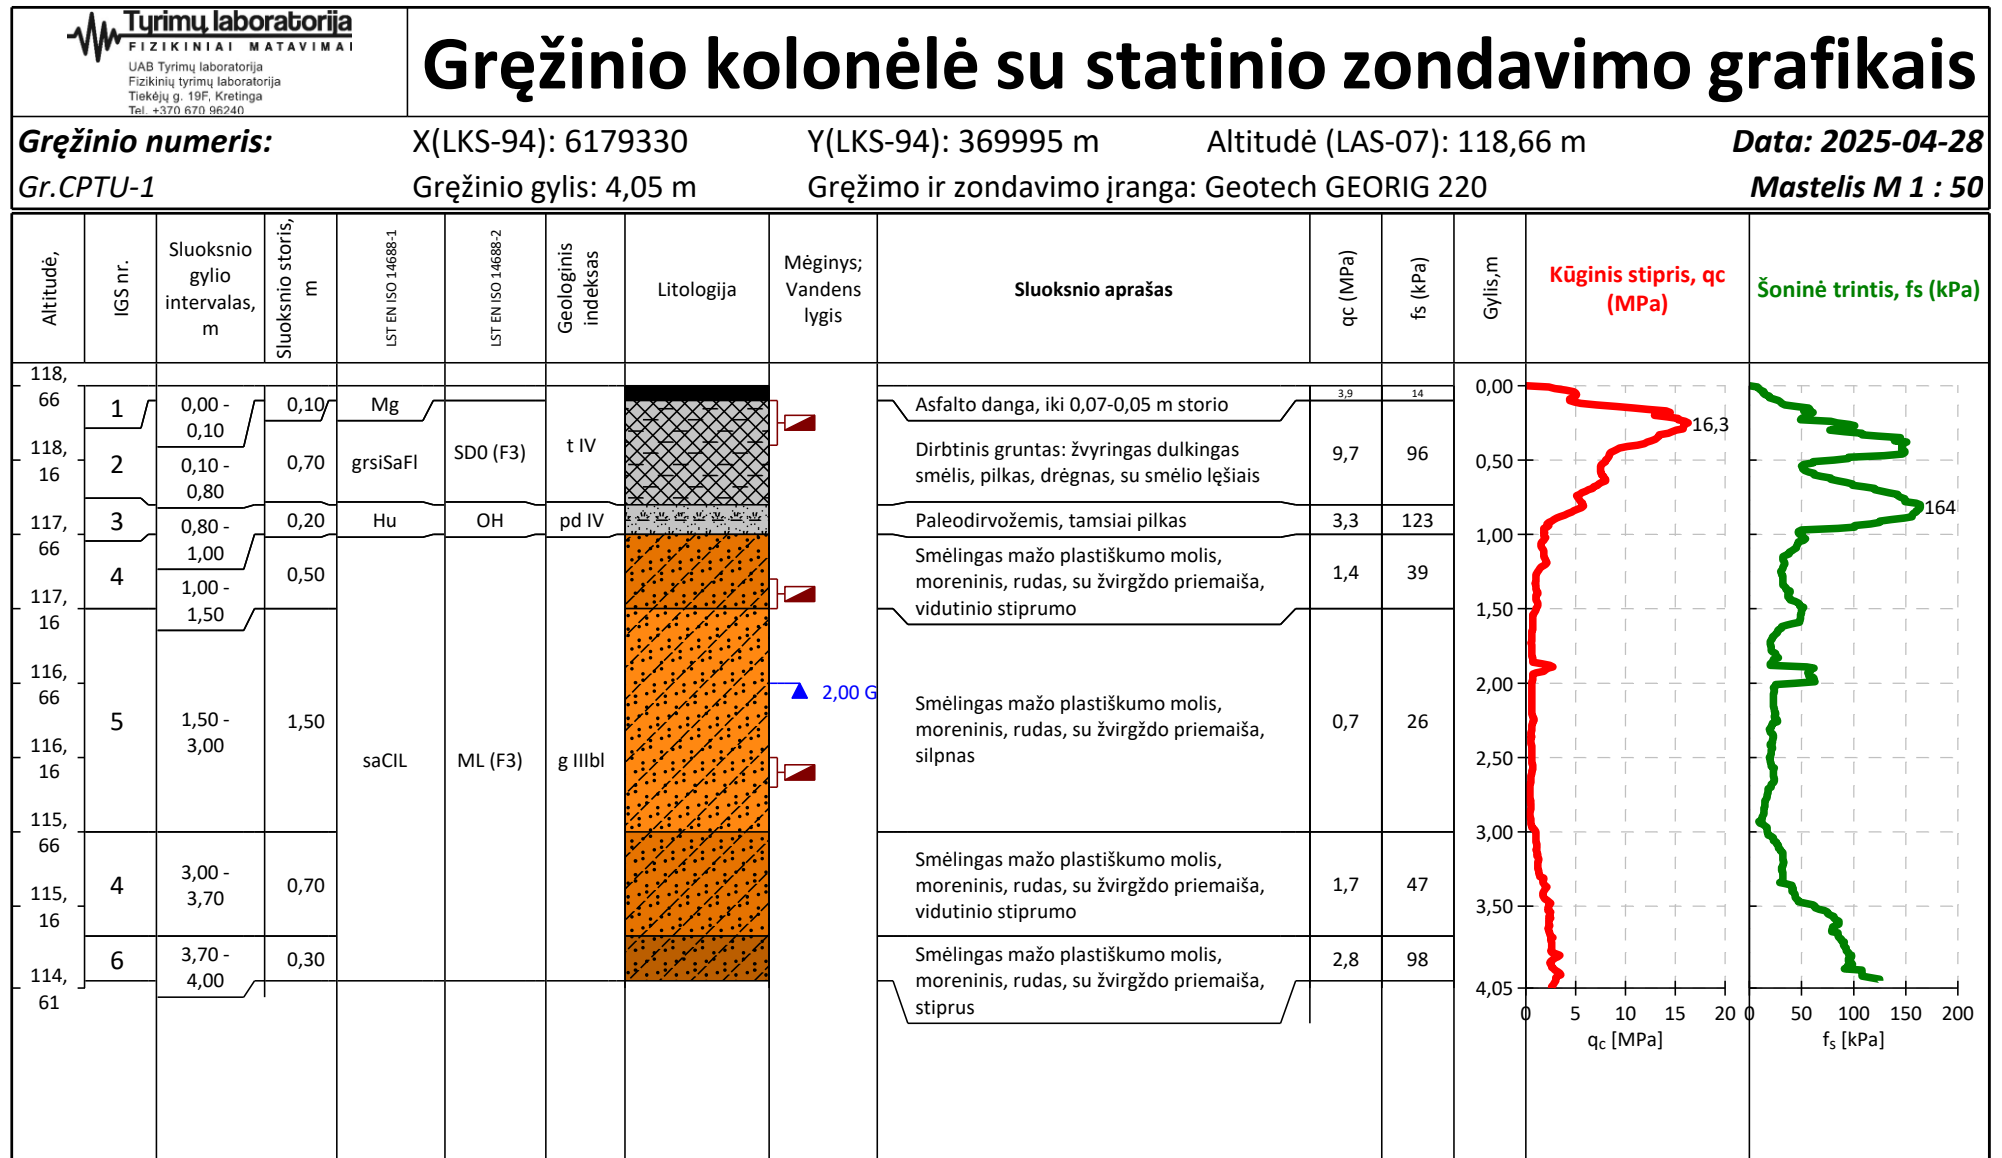 Tyrimų laboratorija
FIZIKINIAI MATAVIMAI
UAB Tyrimų laboratorija
Fizikinių tyrimų laboratorija
Tiekėjų g. 19F, Kretinga
Tel. +370 670 96240
Gręžinio kolonėlė su statinio zondavimo grafikais
Gręžinio numeris:
X(LKS-94): 6179330
Y(LKS-94): 369995 m
Altitudė (LAS-07): 118,66 m
Data: 2025-04-28
Gr.CPTU-1
Gręžinio gylis: 4,05 m
Gręžimo ir zondavimo įranga: Geotech GEORIG 220
Mastelis M 1 : 50
Altitudė,
IGS nr.
Sluoksnio
gylio
intervalas,
m
Sluoksnio storis,
m
LST EN ISO 14688-1
LST EN ISO 14688-2
Geologinis
indeksas
Litologija
Mėginys;
Vandens
lygis
Sluoksnio aprašas
qc (MPa)
fs (kPa)
Gylis,m
Kūginis stipris, qc
(MPa)
Šoninė trintis, fs (kPa)
118,
66
118,
16
117,
66
117,
16
116,
66
116,
16
115,
66
115,
16
114,
61
1
0,00 -
0,10
0,10
Mg
Asfalto danga, iki 0,07-0,05 m storio
3,9
14
2
0,10 -
0,80
0,70
grsiSaFl
SD0 (F3)
t IV
Dirbtinis gruntas: žvyringas dulkingas
smėlis, pilkas, drėgnas, su smėlio lęšiais
9,7
96
3
0,80 -
1,00
0,20
Hu
OH
pd IV
Paleodirvožemis, tamsiai pilkas
3,3
123
4
1,00 -
1,50
0,50
Smėlingas mažo plastiškumo molis,
moreninis, rudas, su žvirgždo priemaiša,
vidutinio stiprumo
1,4
39
5
1,50 -
3,00
1,50
saCIL
ML (F3)
g IIIbl
2,00 G
Smėlingas mažo plastiškumo molis,
moreninis, rudas, su žvirgždo priemaiša,
silpnas
0,7
26
4
3,00 -
3,70
0,70
Smėlingas mažo plastiškumo molis,
moreninis, rudas, su žvirgždo priemaiša,
vidutinio stiprumo
1,7
47
6
3,70 -
4,00
0,30
Smėlingas mažo plastiškumo molis,
moreninis, rudas, su žvirgždo priemaiša,
stiprus
2,8
98
0,00
0,50
1,00
1,50
2,00
2,50
3,00
3,50
4,05
16,3
0 5 10 15 20
qc [MPa]
164
0 50 100 150 200
fs [kPa]